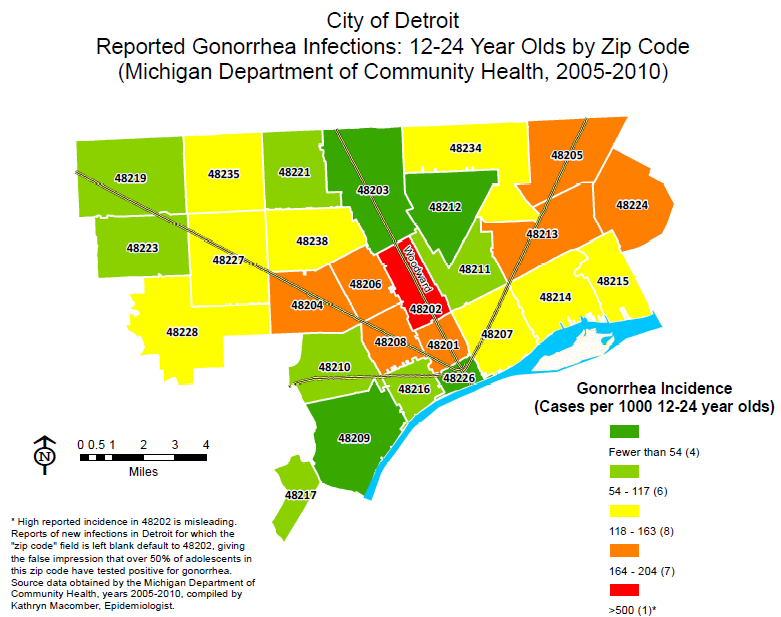 City of Detroit
Reported Gonorrhea Infections: 12-24 Year Olds by Zip Code
(Michigan Department of Community Health, 2005-2010)
48234
48205
48219
48235
48221
48203
48212
48224
48223
48227
48238
Woodward
48213
48211
48206
48204
48202
48215
48214
48228
48208
48201
48207
48210
48216
48226
48209
48217
Gonorrhea Incidence
(Cases per 1000 12-24 year olds)
Fewer than 54 (4)
54 - 117 (6)
118 - 163 (8)
164 - 204 (7)
>500 (1)*
N
0 0.5 1 2 3 4
Miles
* High reported incidence in 48202 is misleading.
Reports of new infections in Detroit for which the
"zip code" field is left blank default to 48202, giving
the false impression that over 50% of adolescents in
this zip code have tested positive for gonorrhea.
Source data obtained by the Michigan Department of
Community Health, years 2005-2010, compiled by
Kathryn Macomber, Epidemiologist.